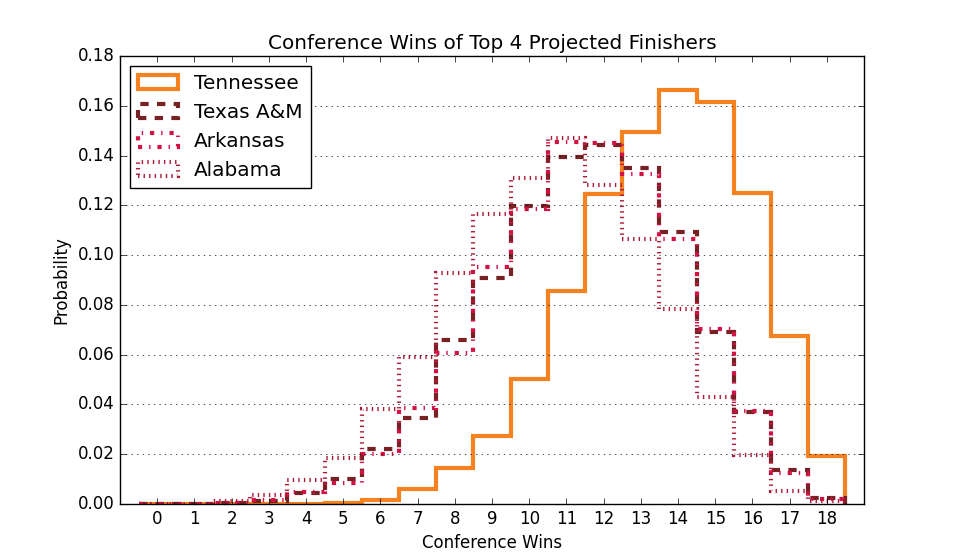 Conference Wins of Top 4 Projected Finishers
0.18
0.16
0.14
0.12
0.10
0.08
0.06
0.04
0.02
0.00
Probability
Tennessee
Texas A&M
Arkansas
Alabama
0 1 2 3 4 5 6 7 8 9 10 11 12 13 14 15 16 17 18
Conference Wins